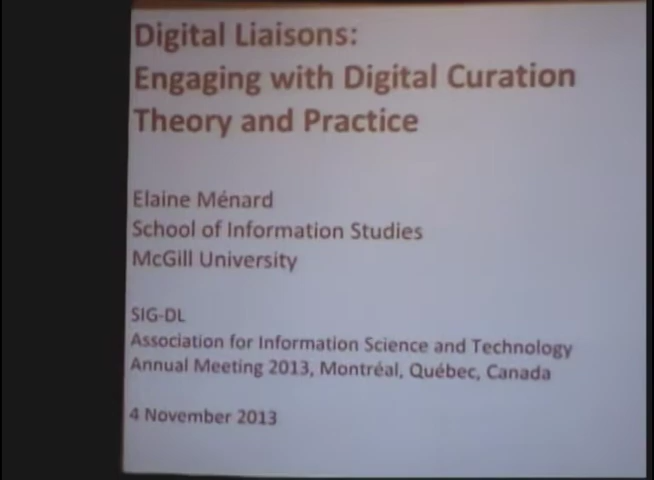 Digital Liaisons:
Engaging with Digital Curation
Theory and Practice
Elaine Ménard
School of Information Studies
McGill University
SIG-DL
Association for Information Science and Technology
Annual Meeting 2013, Montréal, Québec, Canada
4 November 2013